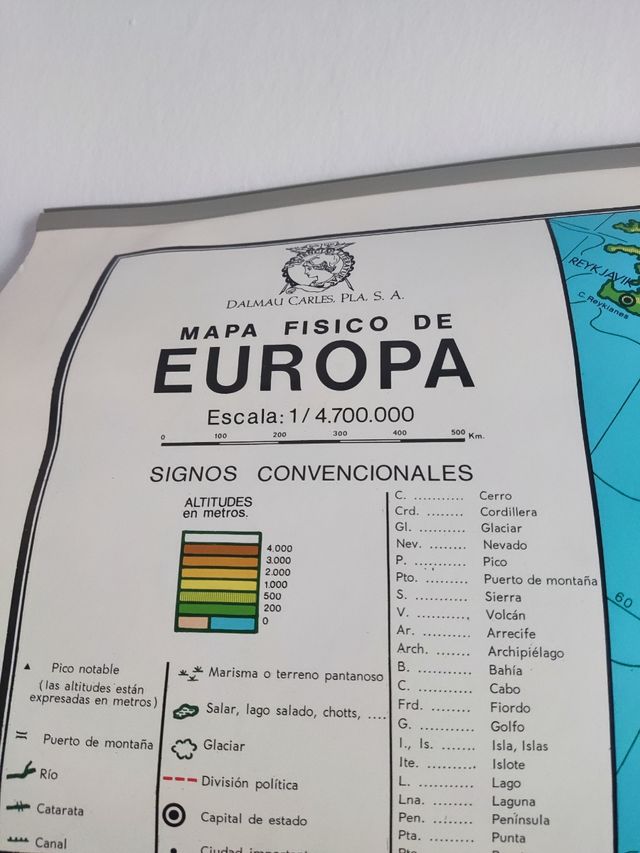 DALMAU CARLES, PLA, S. A.
MAPA FISICO DE
EUROPA
Escala: 1/4.700.000
0 100 200 300 400 500 Km.
SIGNOS CONVENCIONALES
ALTITUDES
en metros.
4.000
3.000
2.000
1.000
500
200
0
C. ........... Cerro
Crd. ........ Cordillera
Gl. ........... Glaciar
Nev. ........ Nevado
P. ............ Pico
Pto. .......... Puerto de montaña
S. ............ Sierra
V. ............ Volcán
Ar. ........... Arrecife
Arch. ........ Archipiélago
B. ............ Bahía
C. ............ Cabo
Frd. .......... Fiordo
G. ............ Golfo
I., Is. ........ Isla, Islas
Ite. ........... Islote
L. ............ Lago
Lna. ......... Laguna
Pen. ......... Península
Pta. .......... Punta
Pico notable
(las altitudes están
expresadas en metros)
Puerto de montaña
Río
Catarata
Canal
Marisma o terreno pantanoso
Salar, lago salado, chotts, ....
Glaciar
División política
Capital de estado
REYKJAVIK
C. Reykianes
60